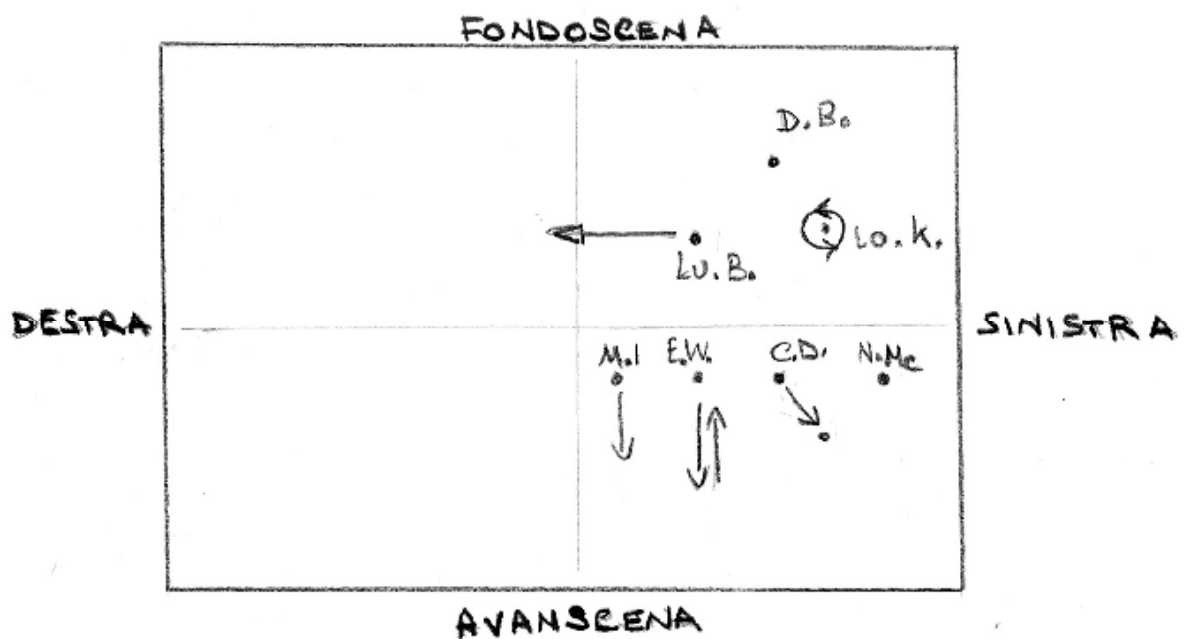 FONDOSCENA
D.B.
Lo.K.
Lu.B.
DESTRA
SINISTRA
M.I E.W. C.D. N.Mc
AVANSCENA